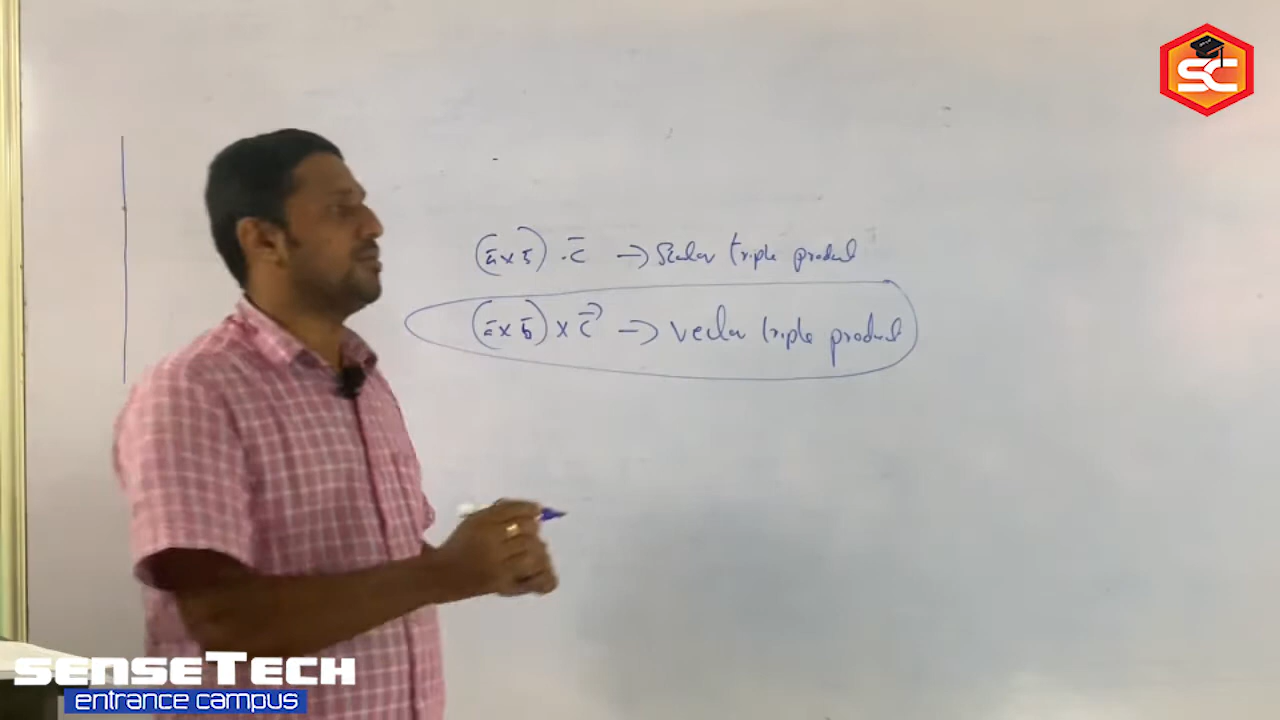 SC
(a̅ × b̅) . c̅ → Scalar triple product
(a̅ × b̅) × c̅ → Vector triple product
senseTech
entrance campus